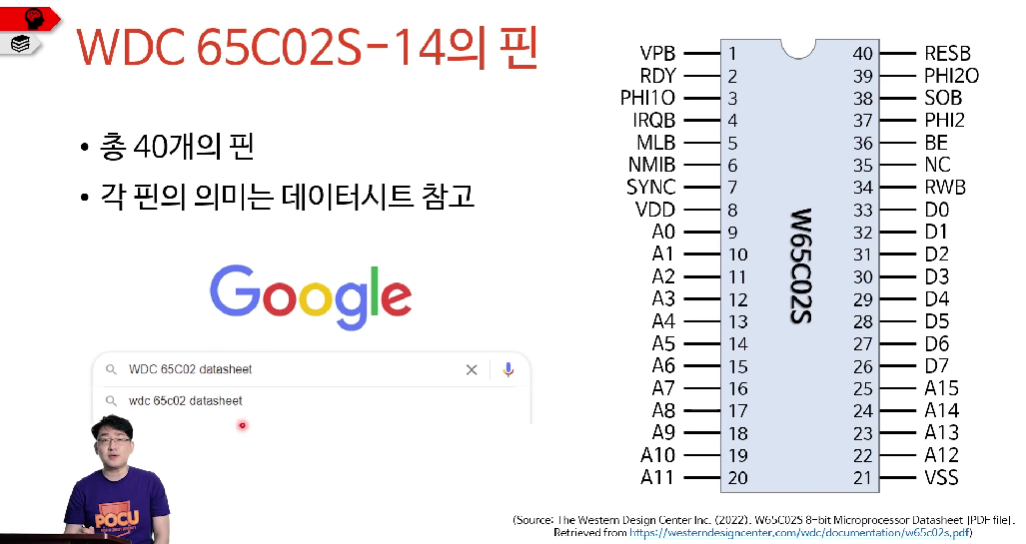 WDC 65C02S-14의 핀
• 총 40개의 핀
• 각 핀의 의미는 데이터시트 참고
Google
WDC 65C02 datasheet
wdc 65c02 datasheet
POCU
VPB 1 40 RESB
RDY 2 39 PHI2O
PHI1O 3 38 SOB
IRQB 4 37 PHI2
MLB 5 36 BE
NMIB 6 35 NC
SYNC 7 34 RWB
VDD 8 33 D0
A0 9 32 D1
A1 10 31 D2
A2 11 30 D3
A3 12 29 D4
A4 13 28 D5
A5 14 27 D6
A6 15 26 D7
A7 16 25 A15
A8 17 24 A14
A9 18 23 A13
A10 19 22 A12
A11 20 21 VSS
W65C02S
(Source: The Western Design Center Inc. (2022). W65C02S 8-bit Microprocessor Datasheet [PDF file].
Retrieved from https://westerndesigncenter.com/wdc/documentation/w65c02s.pdf)